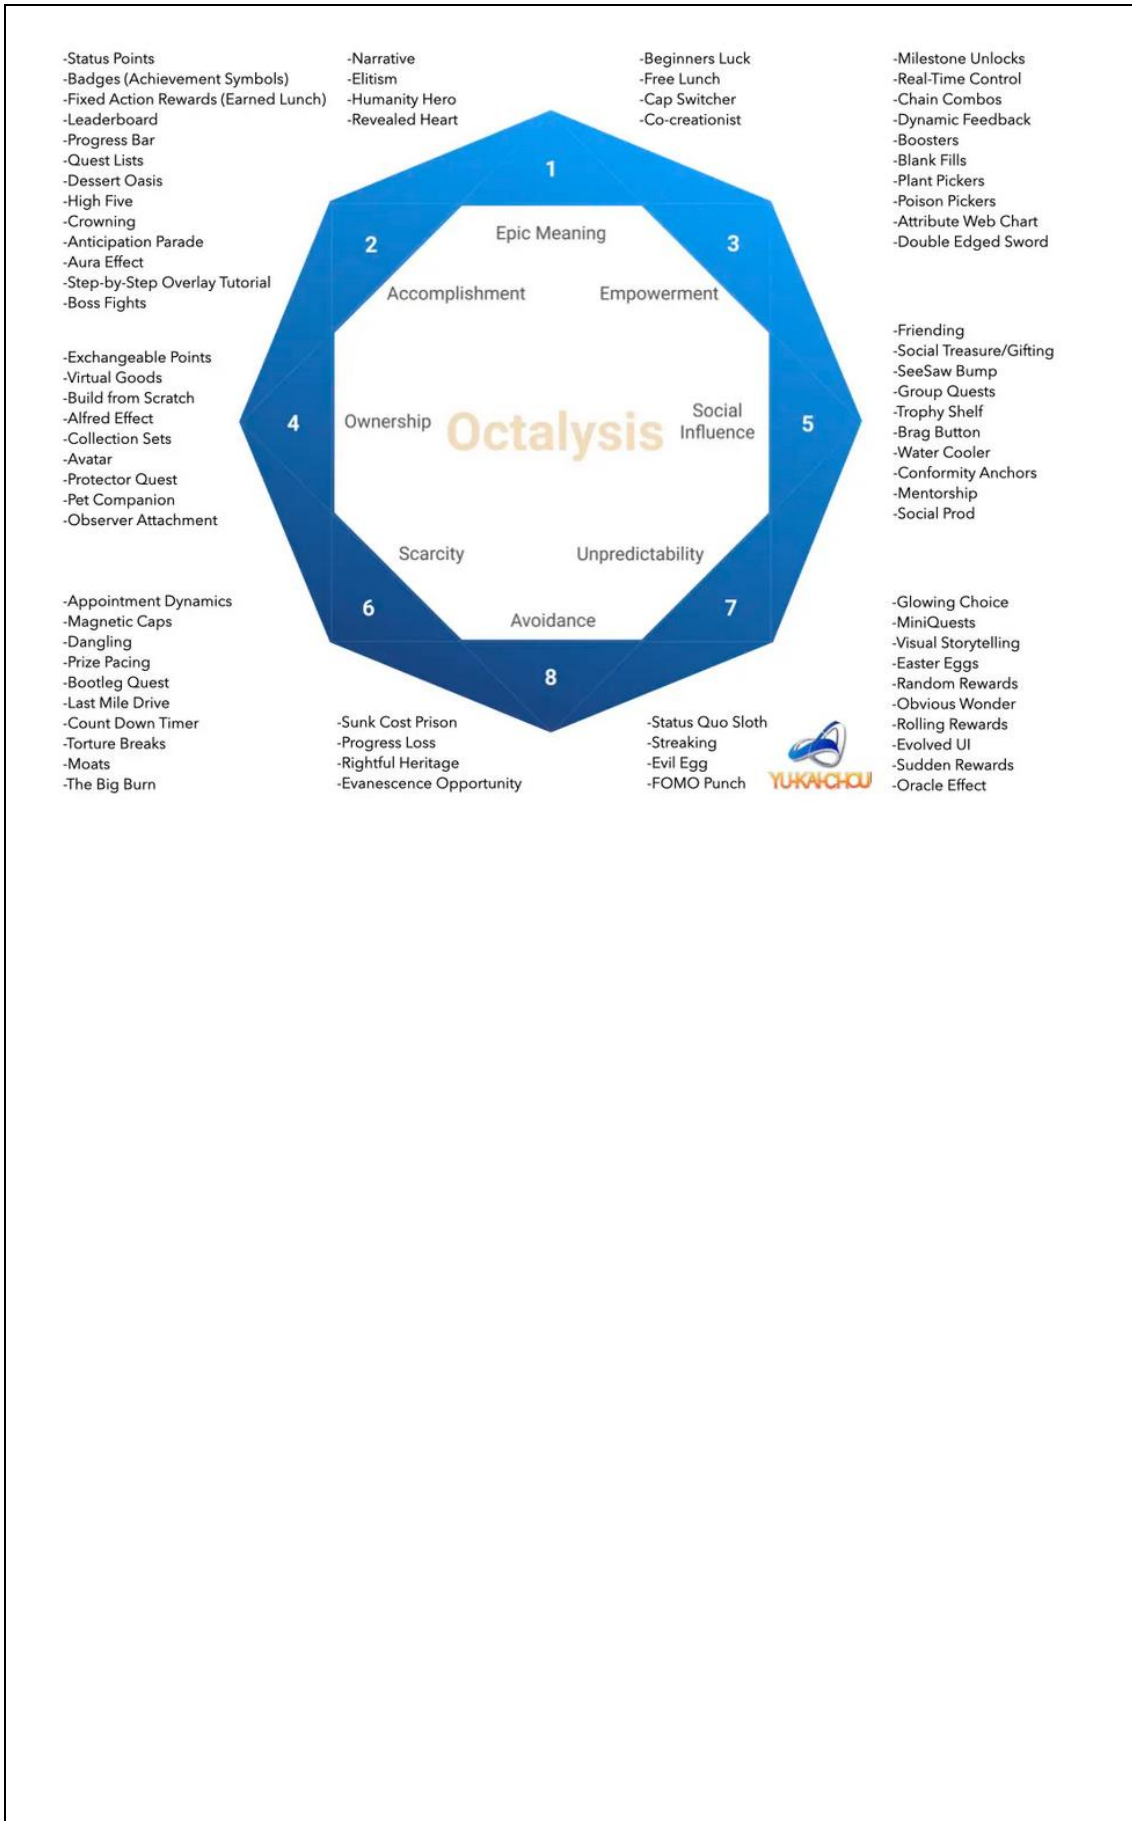 -Status Points
-Badges (Achievement Symbols)
-Fixed Action Rewards (Earned Lunch)
-Leaderboard
-Progress Bar
-Quest Lists
-Dessert Oasis
-High Five
-Crowning
-Anticipation Parade
-Aura Effect
-Step-by-Step Overlay Tutorial
-Boss Fights
-Narrative
-Elitism
-Humanity Hero
-Revealed Heart
-Beginners Luck
-Free Lunch
-Cap Switcher
-Co-creationist
-Milestone Unlocks
-Real-Time Control
-Chain Combos
-Dynamic Feedback
-Boosters
-Blank Fills
-Plant Pickers
-Poison Pickers
-Attribute Web Chart
-Double Edged Sword
1
Epic Meaning
2
Accomplishment
3
Empowerment
-Exchangeable Points
-Virtual Goods
-Build from Scratch
-Alfred Effect
-Collection Sets
-Avatar
-Protector Quest
-Pet Companion
-Observer Attachment
4
Ownership
Octalysis
Social
Influence
5
-Friending
-Social Treasure/Gifting
-SeeSaw Bump
-Group Quests
-Trophy Shelf
-Brag Button
-Water Cooler
-Conformity Anchors
-Mentorship
-Social Prod
Scarcity
6
Unpredictability
7
Avoidance
8
-Appointment Dynamics
-Magnetic Caps
-Dangling
-Prize Pacing
-Bootleg Quest
-Last Mile Drive
-Count Down Timer
-Torture Breaks
-Moats
-The Big Burn
-Sunk Cost Prison
-Progress Loss
-Rightful Heritage
-Evanescence Opportunity
-Status Quo Sloth
-Streaking
-Evil Egg
-FOMO Punch
YU-KAI-CHOU
-Glowing Choice
-MiniQuests
-Visual Storytelling
-Easter Eggs
-Random Rewards
-Obvious Wonder
-Rolling Rewards
-Evolved UI
-Sudden Rewards
-Oracle Effect